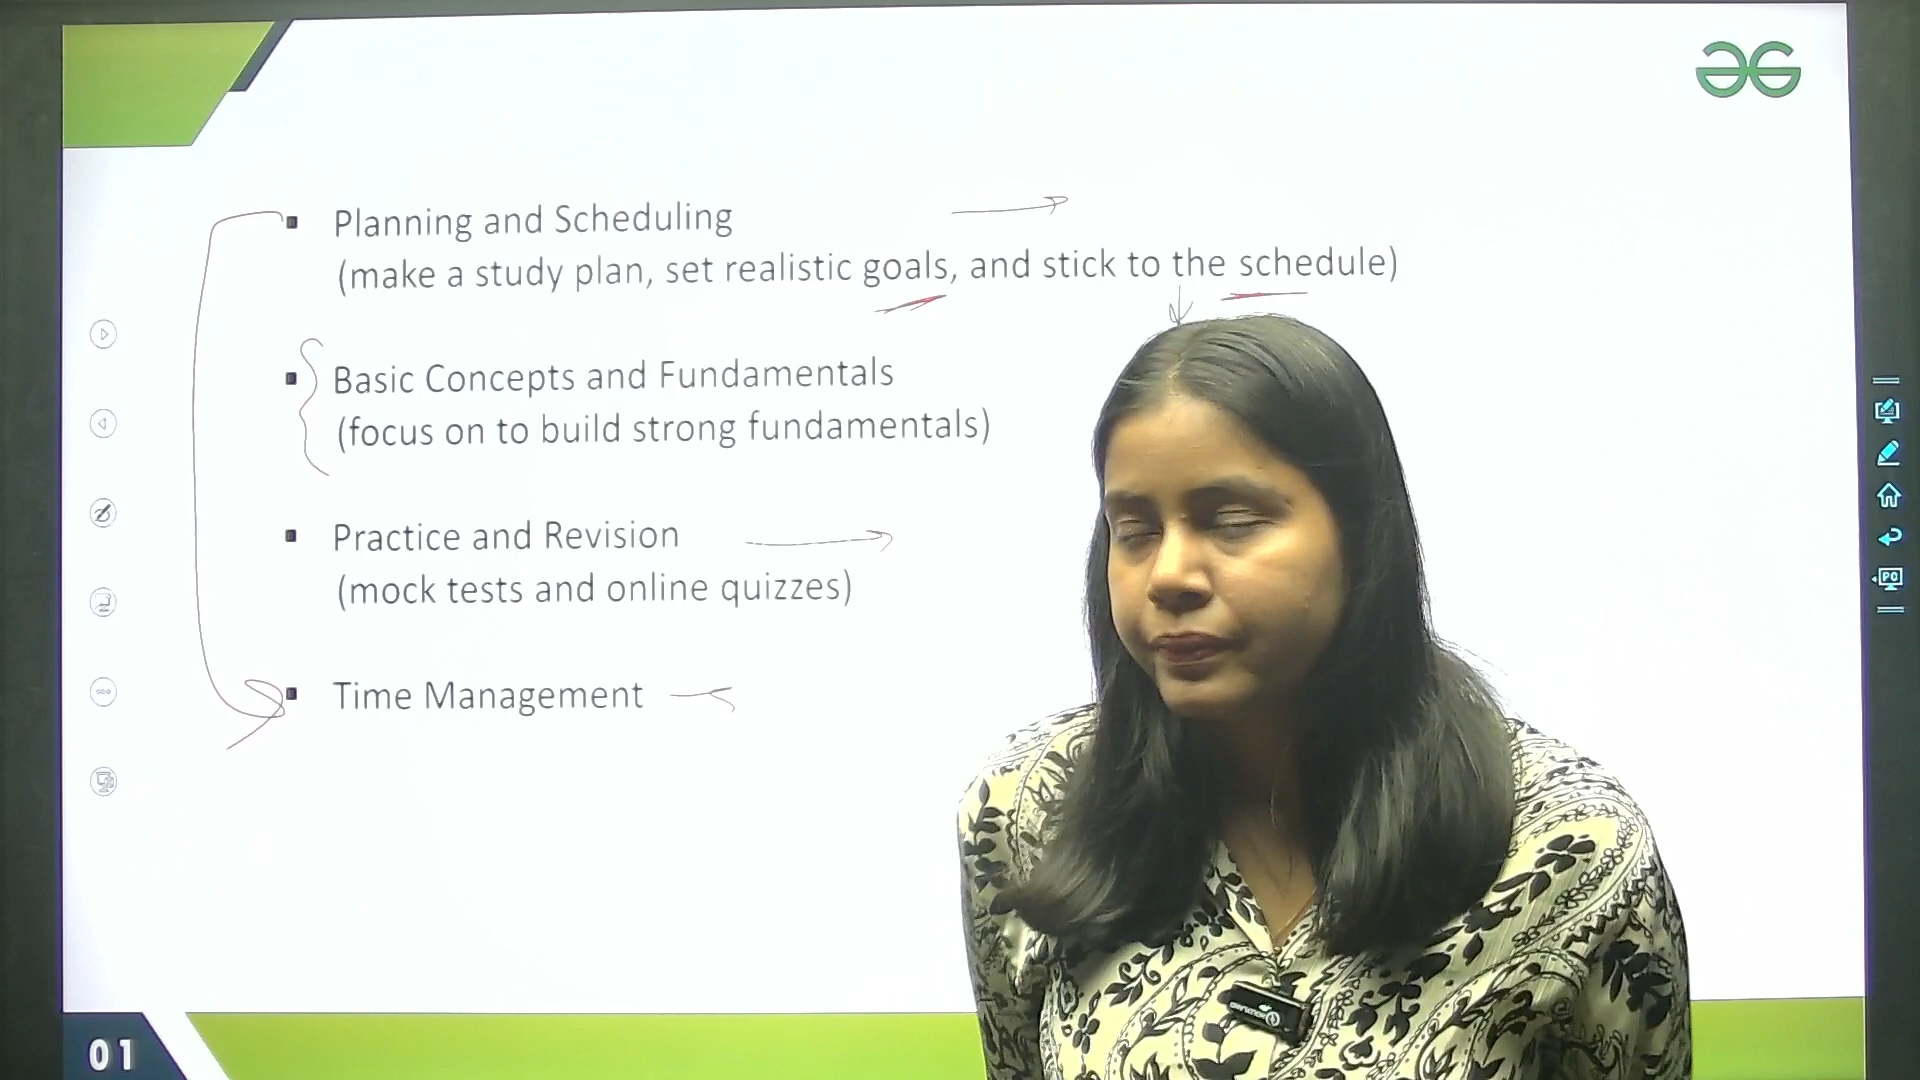 Planning and Scheduling
(make a study plan, set realistic goals, and stick to the schedule)
Basic Concepts and Fundamentals
(focus on to build strong fundamentals)
Practice and Revision
(mock tests and online quizzes)
Time Management
PC
01